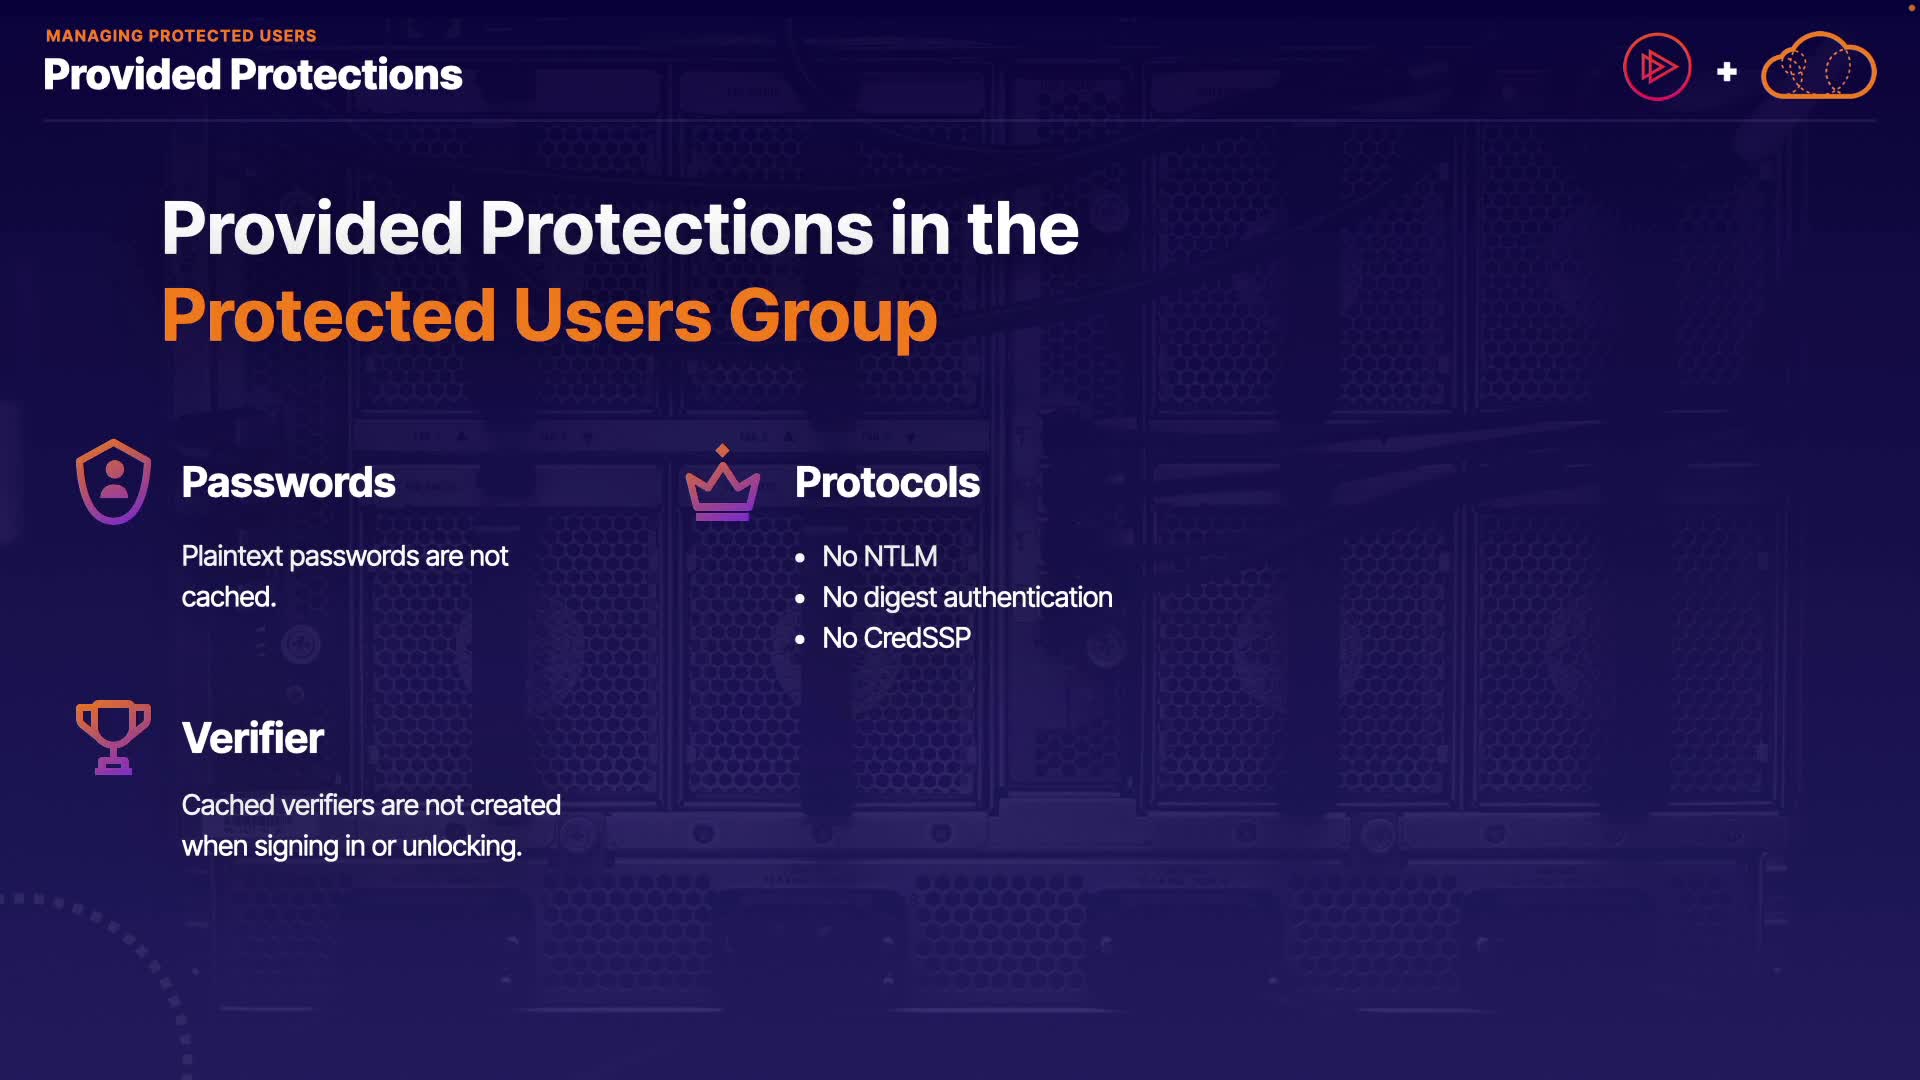 MANAGING PROTECTED USERS
Provided Protections
Provided Protections in the
Protected Users Group
Passwords
Plaintext passwords are not
cached.
Protocols
• No NTLM
• No digest authentication
• No CredSSP
Verifier
Cached verifiers are not created
when signing in or unlocking.